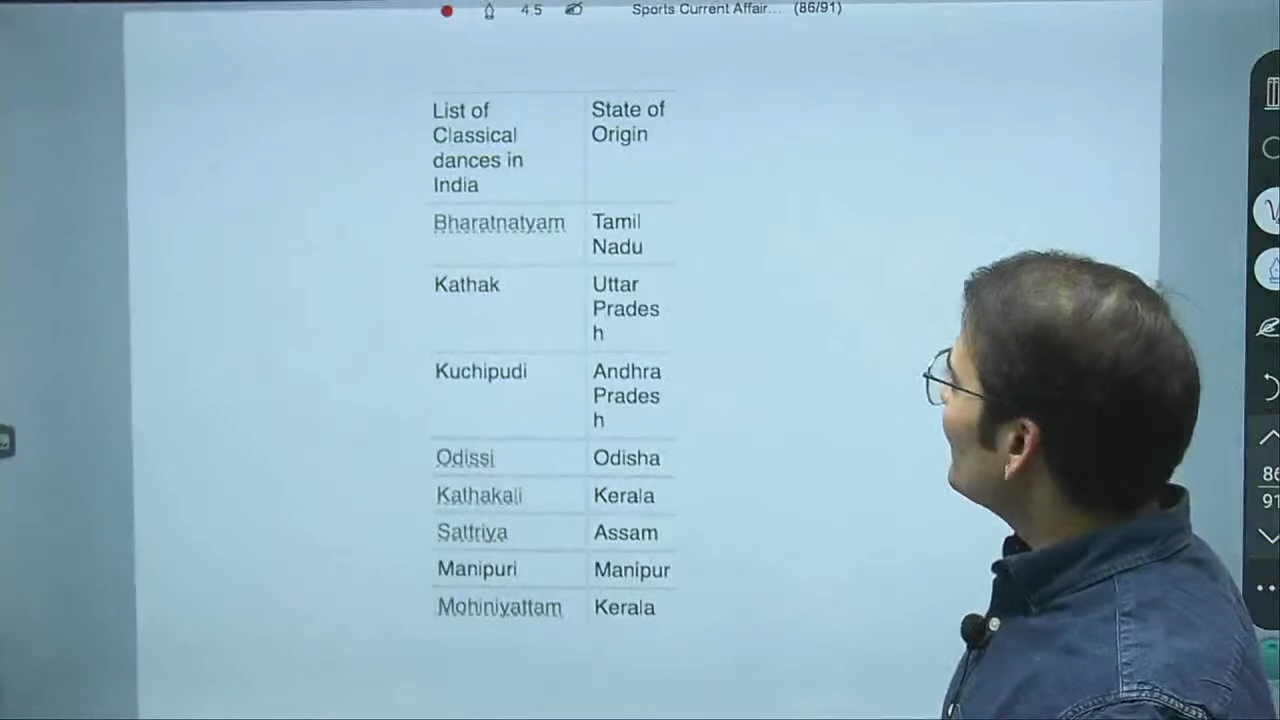 4.5 Sports Current Affair... (86/91)
List of
Classical
dances in
India
State of
Origin
Bharatnatyam
Tamil
Nadu
Kathak
Uttar
Prades
h
Kuchipudi
Andhra
Prades
h
Odissi
Odisha
Kathakali
Kerala
Sattriya
Assam
Manipuri
Manipur
Mohiniyattam
Kerala
86
91